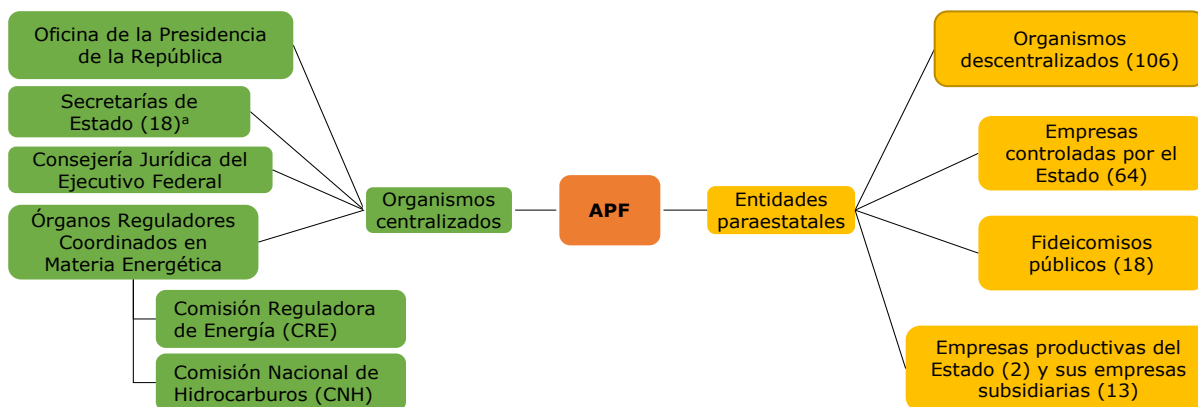 Oficina de la Presidencia
de la República
Secretarías de
Estado (18)ª
Consejería Jurídica del
Ejecutivo Federal
Órganos Reguladores
Coordinados en
Materia Energética
Comisión Reguladora
de Energía (CRE)
Comisión Nacional de
Hidrocarburos (CNH)
Organismos
centralizados
APF
Entidades
paraestatales
Organismos
descentralizados (106)
Empresas
controladas por el
Estado (64)
Fideicomisos
públicos (18)
Empresas productivas del
Estado (2) y sus empresas
subsidiarias (13)